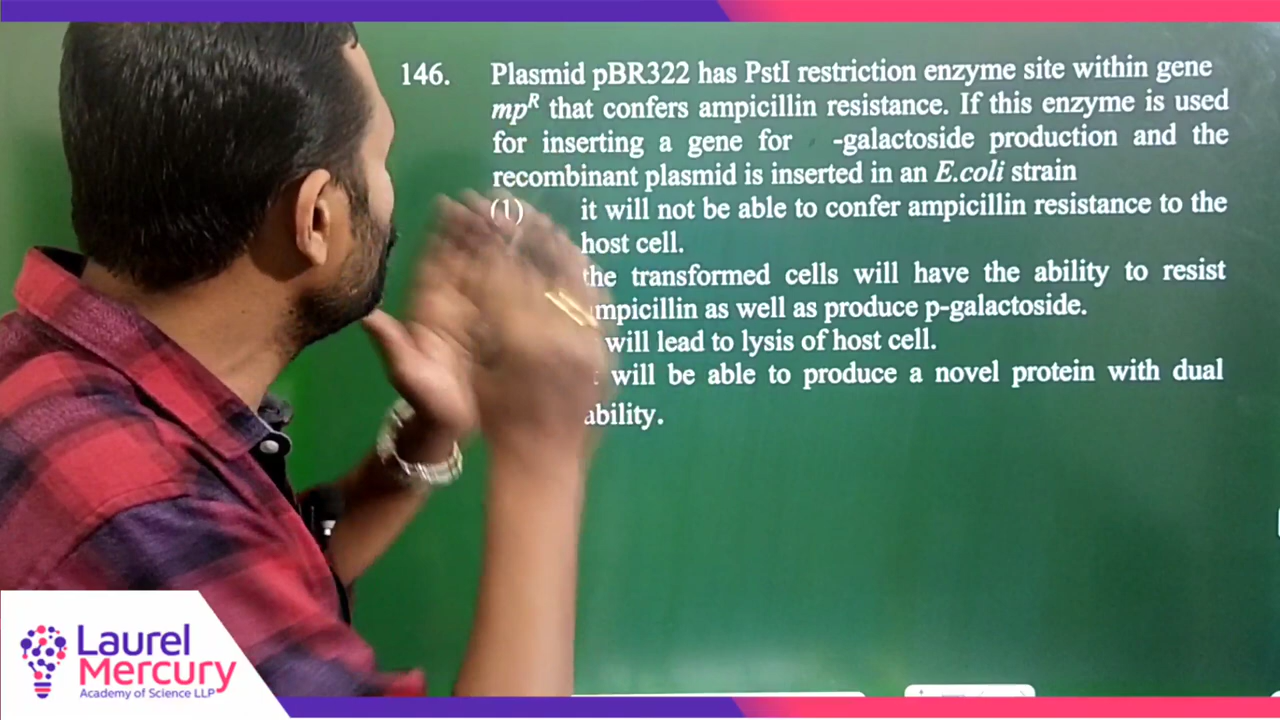 146. Plasmid pBR322 has PstI restriction enzyme site within gene
mpᴿ that confers ampicillin resistance. If this enzyme is used
for inserting a gene for -galactoside production and the
recombinant plasmid is inserted in an E.coli strain
(1) it will not be able to confer ampicillin resistance to the
host cell.
the transformed cells will have the ability to resist
mpicillin as well as produce p-galactoside.
will lead to lysis of host cell.
will be able to produce a novel protein with dual
ability.
Laurel
Mercury
Academy of Science LLP